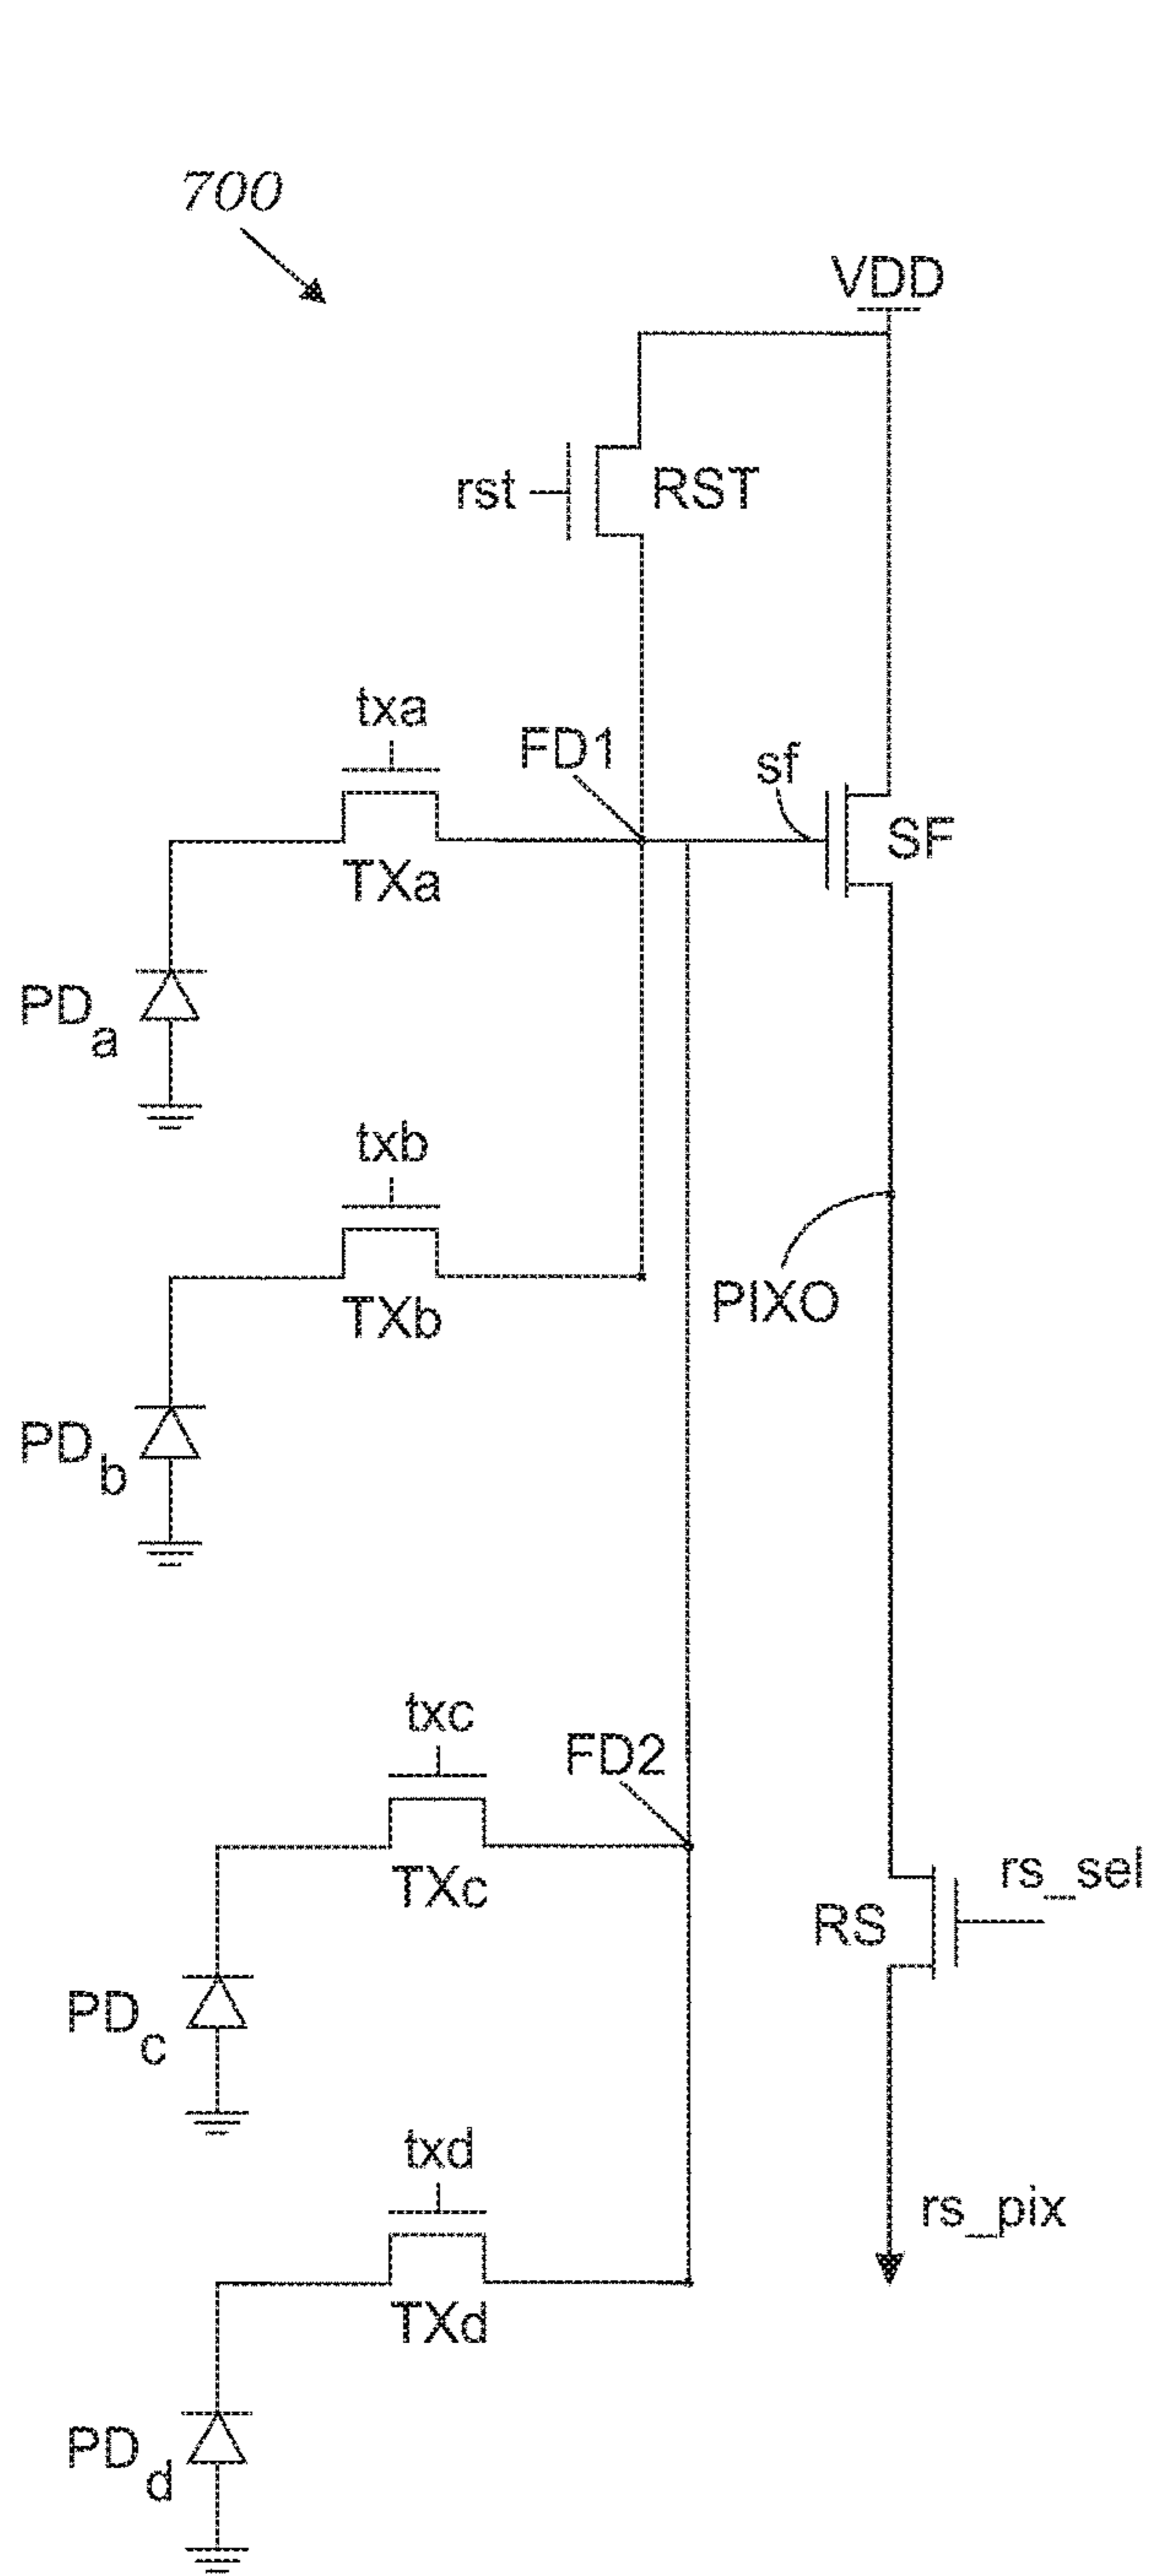 700
VDD
rst
RST
txa
FD1
sf
SF
TXa
PDa
txb
PIXO
TXb
PDb
txc
FD2
rs_sel
TXc
RS
PDc
txd
rs_pix
TXd
PDd